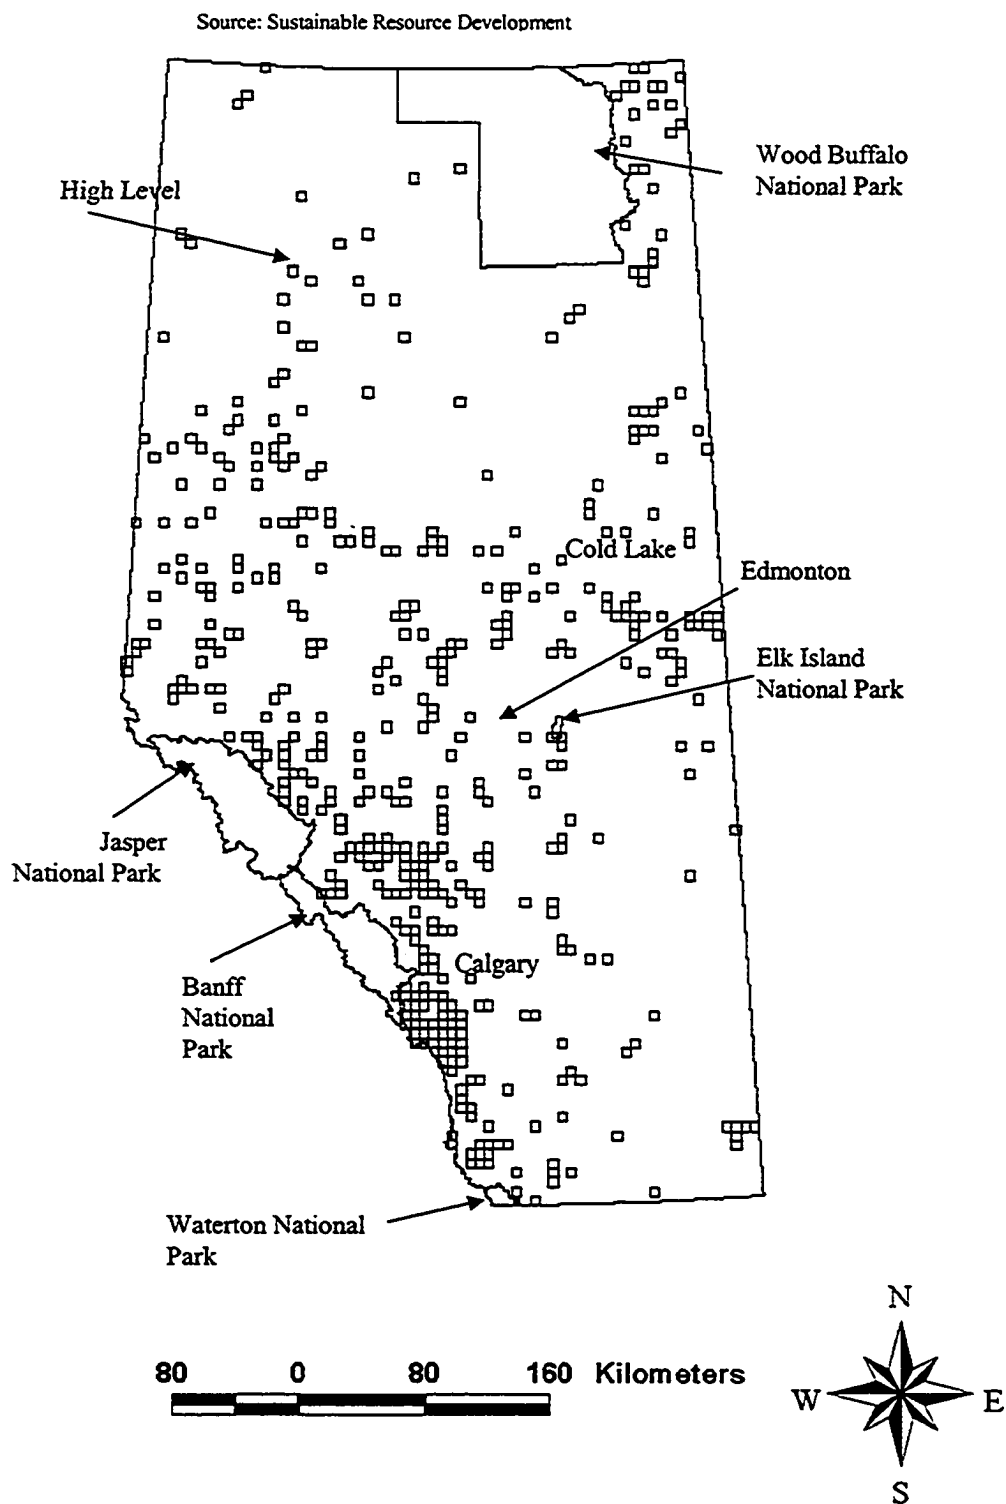 Source: Sustainable Resource Development
Wood Buffalo
National Park
High Level
Cold Lake
Edmonton
Elk Island
National Park
Jasper
National Park
Banff
National
Park
Calgary
Waterton National
Park
80 0 80 160 Kilometers
N
W E
S